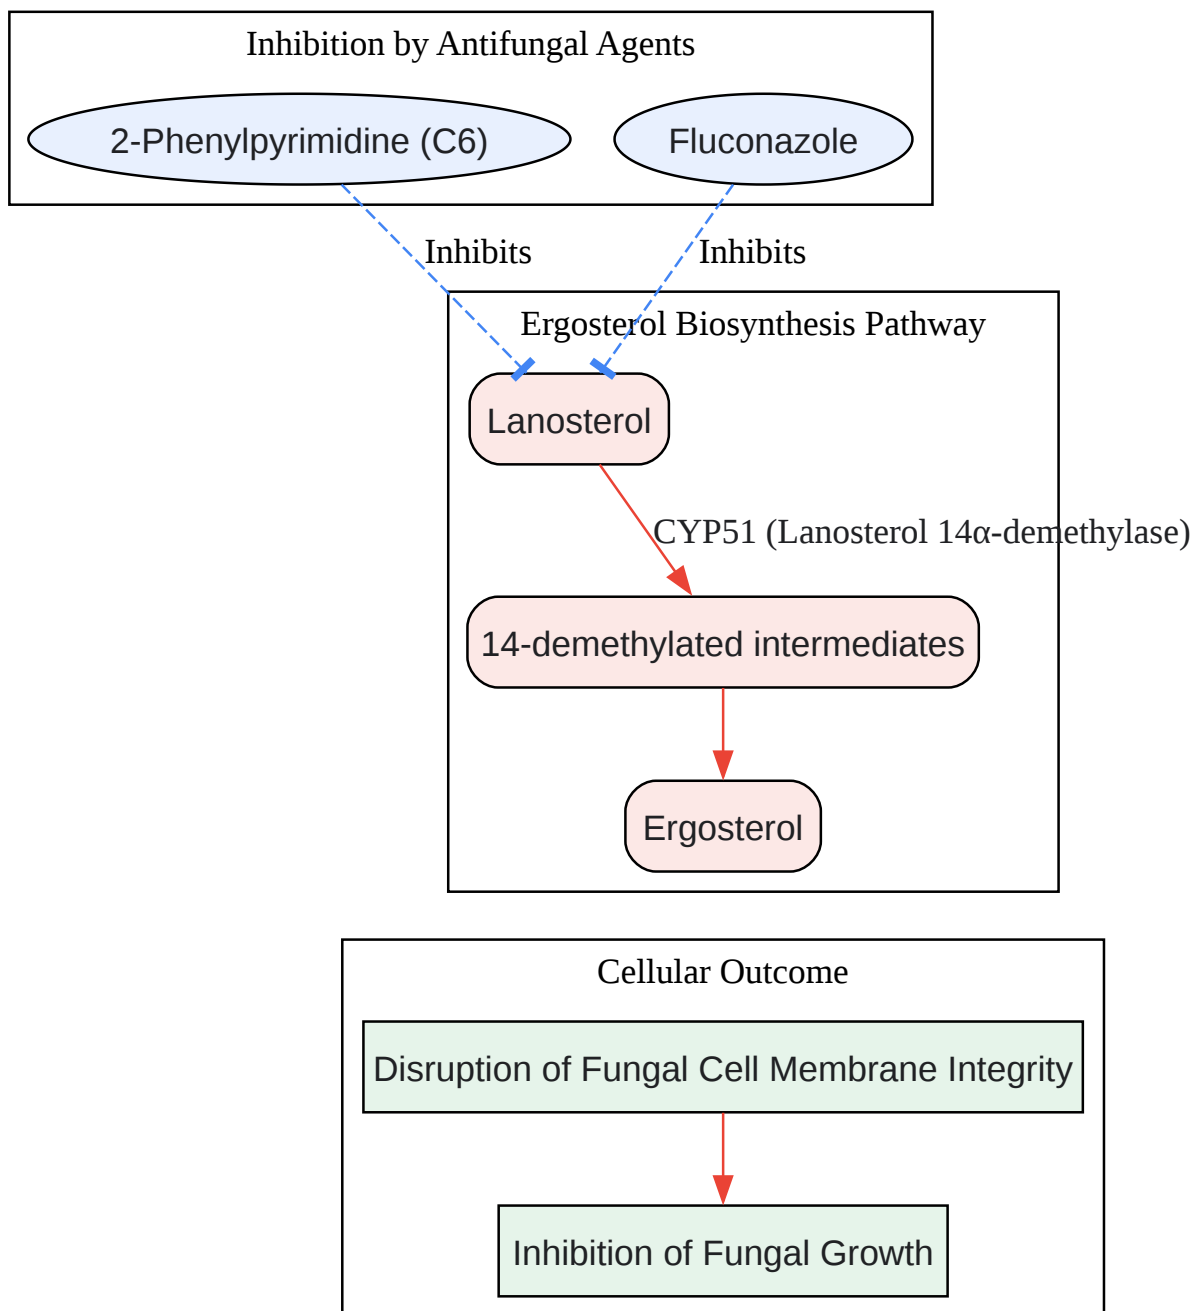 Inhibition by Antifungal Agents
2-Phenylpyrimidine (C6)
Fluconazole
Inhibits
Inhibits
Ergosterol Biosynthesis Pathway
Lanosterol
CYP51 (Lanosterol 14α-demethylase)
14-demethylated intermediates
Ergosterol
Cellular Outcome
Disruption of Fungal Cell Membrane Integrity
Inhibition of Fungal Growth